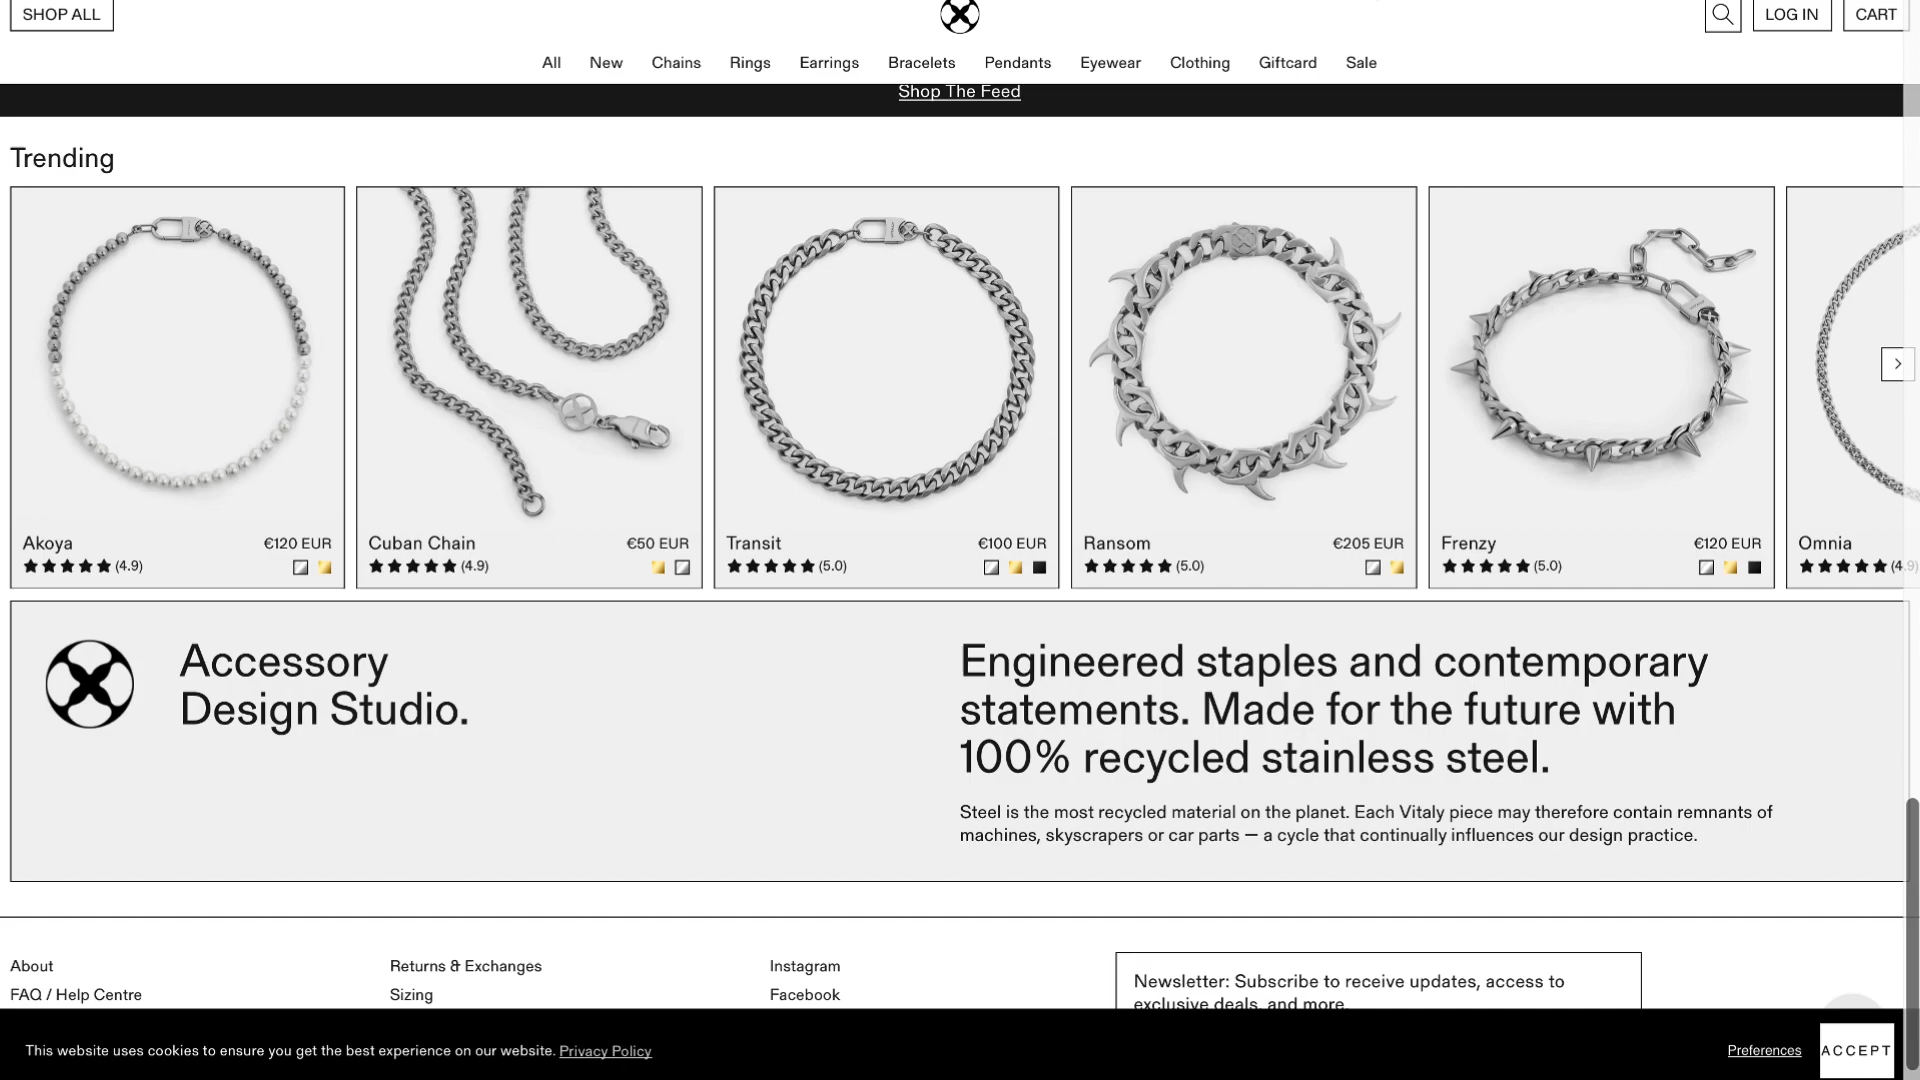 SHOP ALL
LOG IN
CART
All New Chains Rings Earrings Bracelets Pendants Eyewear Clothing Giftcard Sale
Shop The Feed
Trending
Akoya €120 EUR
(4.9)
Cuban Chain €50 EUR
(4.9)
Transit €100 EUR
(5.0)
Ransom €205 EUR
(5.0)
Frenzy €120 EUR
(5.0)
Omnia
(4.9)
Accessory
Design Studio.
Engineered staples and contemporary
statements. Made for the future with
100% recycled stainless steel.
Steel is the most recycled material on the planet. Each Vitaly piece may therefore contain remnants of
machines, skyscrapers or car parts — a cycle that continually influences our design practice.
About
FAQ / Help Centre
Returns & Exchanges
Sizing
Instagram
Facebook
Newsletter: Subscribe to receive updates, access to
exclusive deals, and more.
This website uses cookies to ensure you get the best experience on our website. Privacy Policy
Preferences
ACCEPT